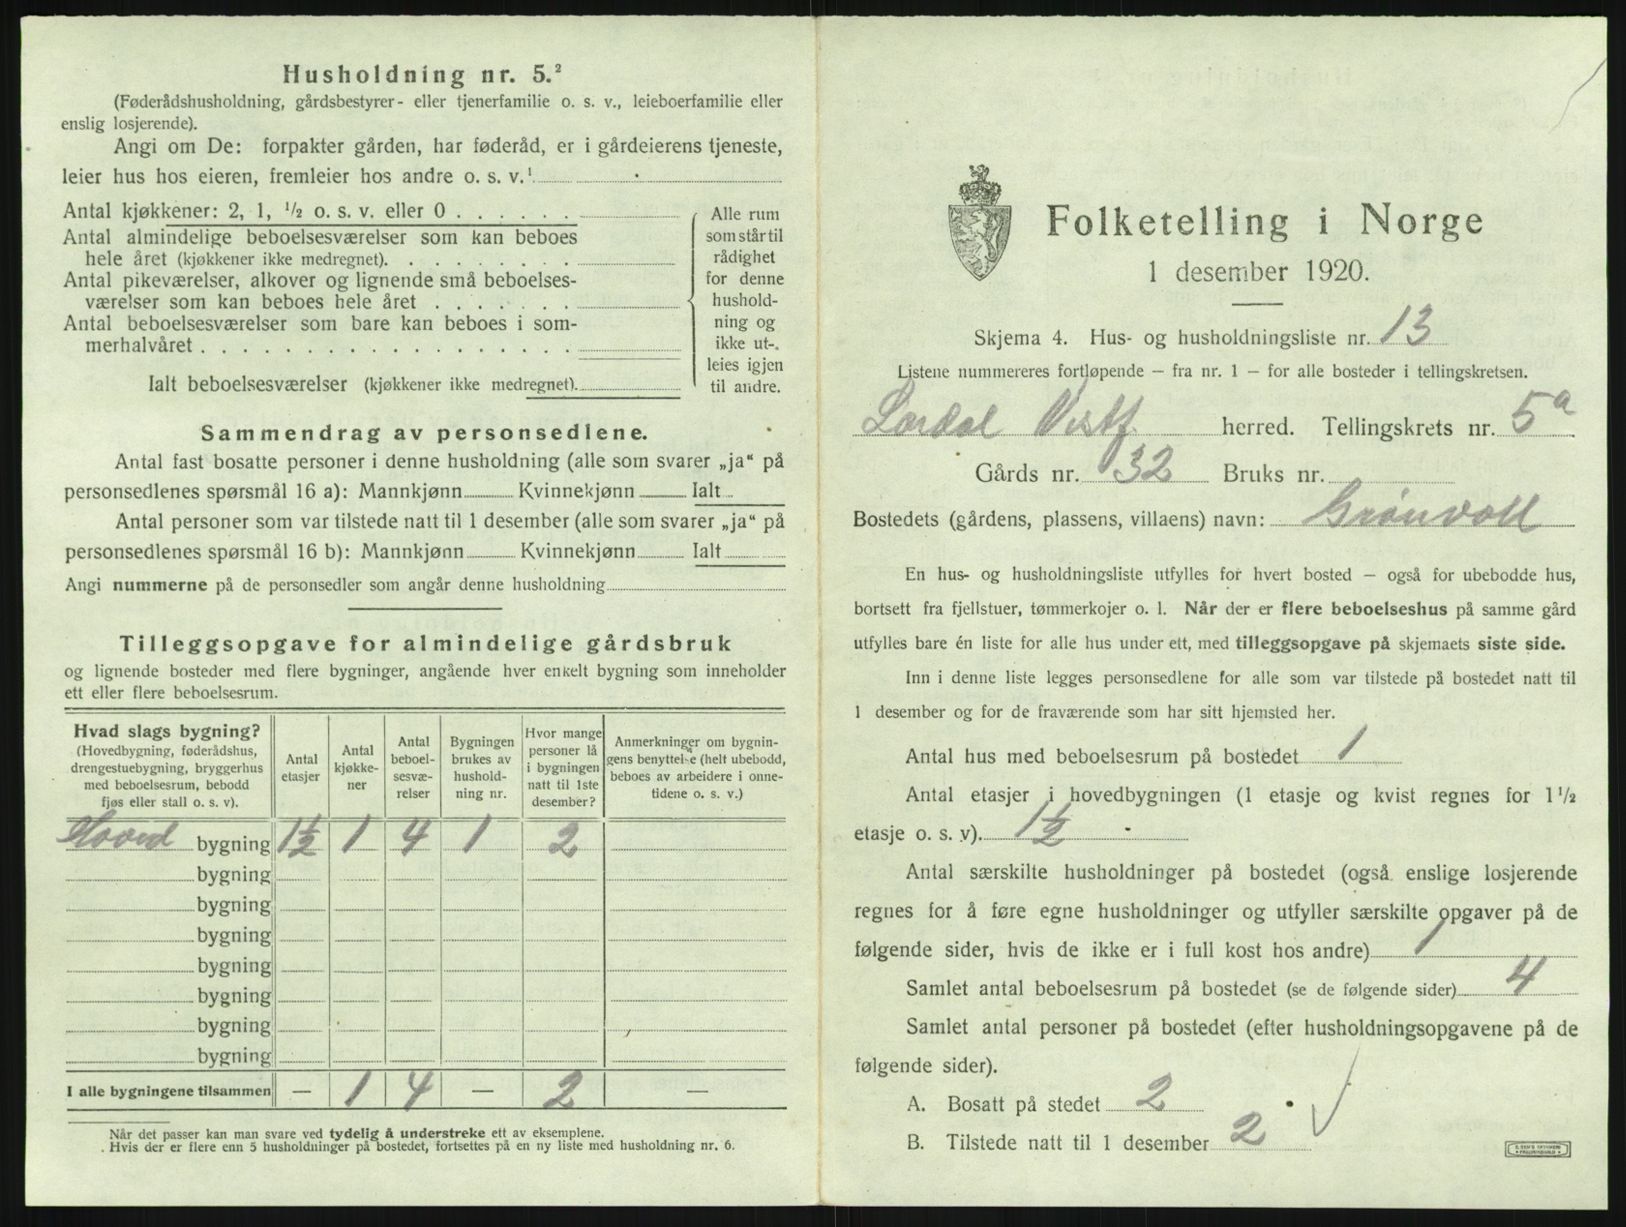 Husholdning nr. 5.²
(Føderådshusholdning, gårdsbestyrer- eller tjenerfamilie o. s. v., leieboerfamilie eller
enslig losjerende).
Angi om De: forpakter gården, har føderåd, er i gårdeierens tjeneste,
leier hus hos eieren, fremleier hos andre o. s. v.¹
Antal kjøkkener: 2, 1, ½ o. s. v. eller 0 . . . . . .
Antal almindelige beboelsesværelser som kan beboes
hele året (kjøkkener ikke medregnet). . . . . . . . .
Antal pikeværelser, alkover og lignende små beboelses-
værelser som kan beboes hele året . . . . . . .
Antal beboelsesværelser som bare kan beboes i som-
merhalvåret . . . . . . . . . . . . . . . . . .
Ialt beboelsesværelser (kjøkkener ikke medregnet).
Alle rum
som står til
rådighet
for denne
hushold-
ning og
ikke ut-
leies igjen
til andre.
Sammendrag av personsedlene.
Antal fast bosatte personer i denne husholdning (alle som svarer „ja“ på
personsedlenes spørsmål 16 a): Mannkjønn Kvinnekjønn Ialt
Antal personer som var tilstede natt til 1 desember (alle som svarer „ja“ på
personsedlenes spørsmål 16 b): Mannkjønn Kvinnekjønn Ialt
Angi nummerne på de personsedler som angår denne husholdning
Tilleggsopgave for almindelige gårdsbruk
og lignende bosteder med flere bygninger, angående hver enkelt bygning som inneholder
ett eller flere beboelsesrum.
Hvad slags bygning?
(Hovedbygning, føderådshus,
drengestuebygning, bryggerhus
med beboelsesrum, bebodd
fjøs eller stall o. s. v).
Antal
etasjer
Antal
kjøkke-
ner
Antal
beboel-
sesvæ-
relser
Bygningen
brukes av
hushold-
ning nr.
Hvor mange
personer lå
i bygningen
natt til 1ste
desember?
Anmerkninger om bygnin-
gens benyttelse (helt ubebodd,
beboes av arbeidere i onne-
tidene o. s. v.)
Hoved bygning 1½ 1 4 1 2
bygning
bygning
bygning
bygning
bygning
bygning
bygning
I alle bygningene tilsammen — 1 4 — 2 —
Når det passer kan man svare ved tydelig å understreke ett av eksemplene.
Hvis der er flere enn 5 husholdninger på bostedet, fortsettes på en ny liste med husholdning nr. 6.
Folketelling i Norge
1 desember 1920.
Skjema 4. Hus- og husholdningsliste nr. 13
Listene nummereres fortløpende — fra nr. 1 — for alle bosteder i tellingskretsen.
Lardal Vestf. herred. Tellingskrets nr. 5a
Gårds nr. 32 Bruks nr.
Bostedets (gårdens, plassens, villaens) navn: Grönvoll
En hus- og husholdningsliste utfylles for hvert bosted — også for ubebodde hus,
bortsett fra fjellstuer, tømmerkojer o. l. Når der er flere beboelseshus på samme gård
utfylles bare én liste for alle hus under ett, med tilleggsopgave på skjemaets siste side.
Inn i denne liste legges personsedlene for alle som var tilstede på bostedet natt til
1 desember og for de fraværende som har sitt hjemsted her.
Antal hus med beboelsesrum på bostedet 1
Antal etasjer i hovedbygningen (1 etasje og kvist regnes for 1½
etasje o. s. v). 1½
Antal særskilte husholdninger på bostedet (også enslige losjerende
regnes for å føre egne husholdninger og utfyller særskilte opgaver på de
følgende sider, hvis de ikke er i full kost hos andre) 1
Samlet antal beboelsesrum på bostedet (se de følgende sider) 4
Samlet antal personer på bostedet (efter husholdningsopgavene på de
følgende sider).
A. Bosatt på stedet 2
B. Tilstede natt til 1 desember 2